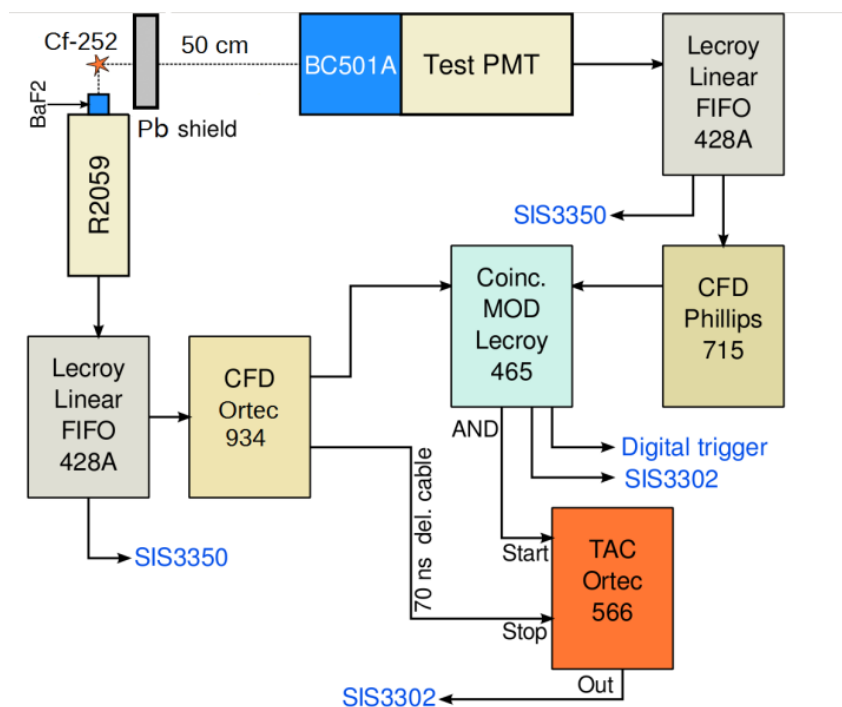 Cf-252
50 cm
BC501A
Test PMT
Lecroy
Linear
FIFO
428A
BaF2
Pb shield
R2059
SIS3350
Coinc.
MOD
Lecroy
465
CFD
Phillips
715
Lecroy
Linear
FIFO
428A
CFD
Ortec
934
AND
Digital trigger
SIS3302
70 ns del. cable
SIS3350
Start
TAC
Ortec
566
Stop
Out
SIS3302